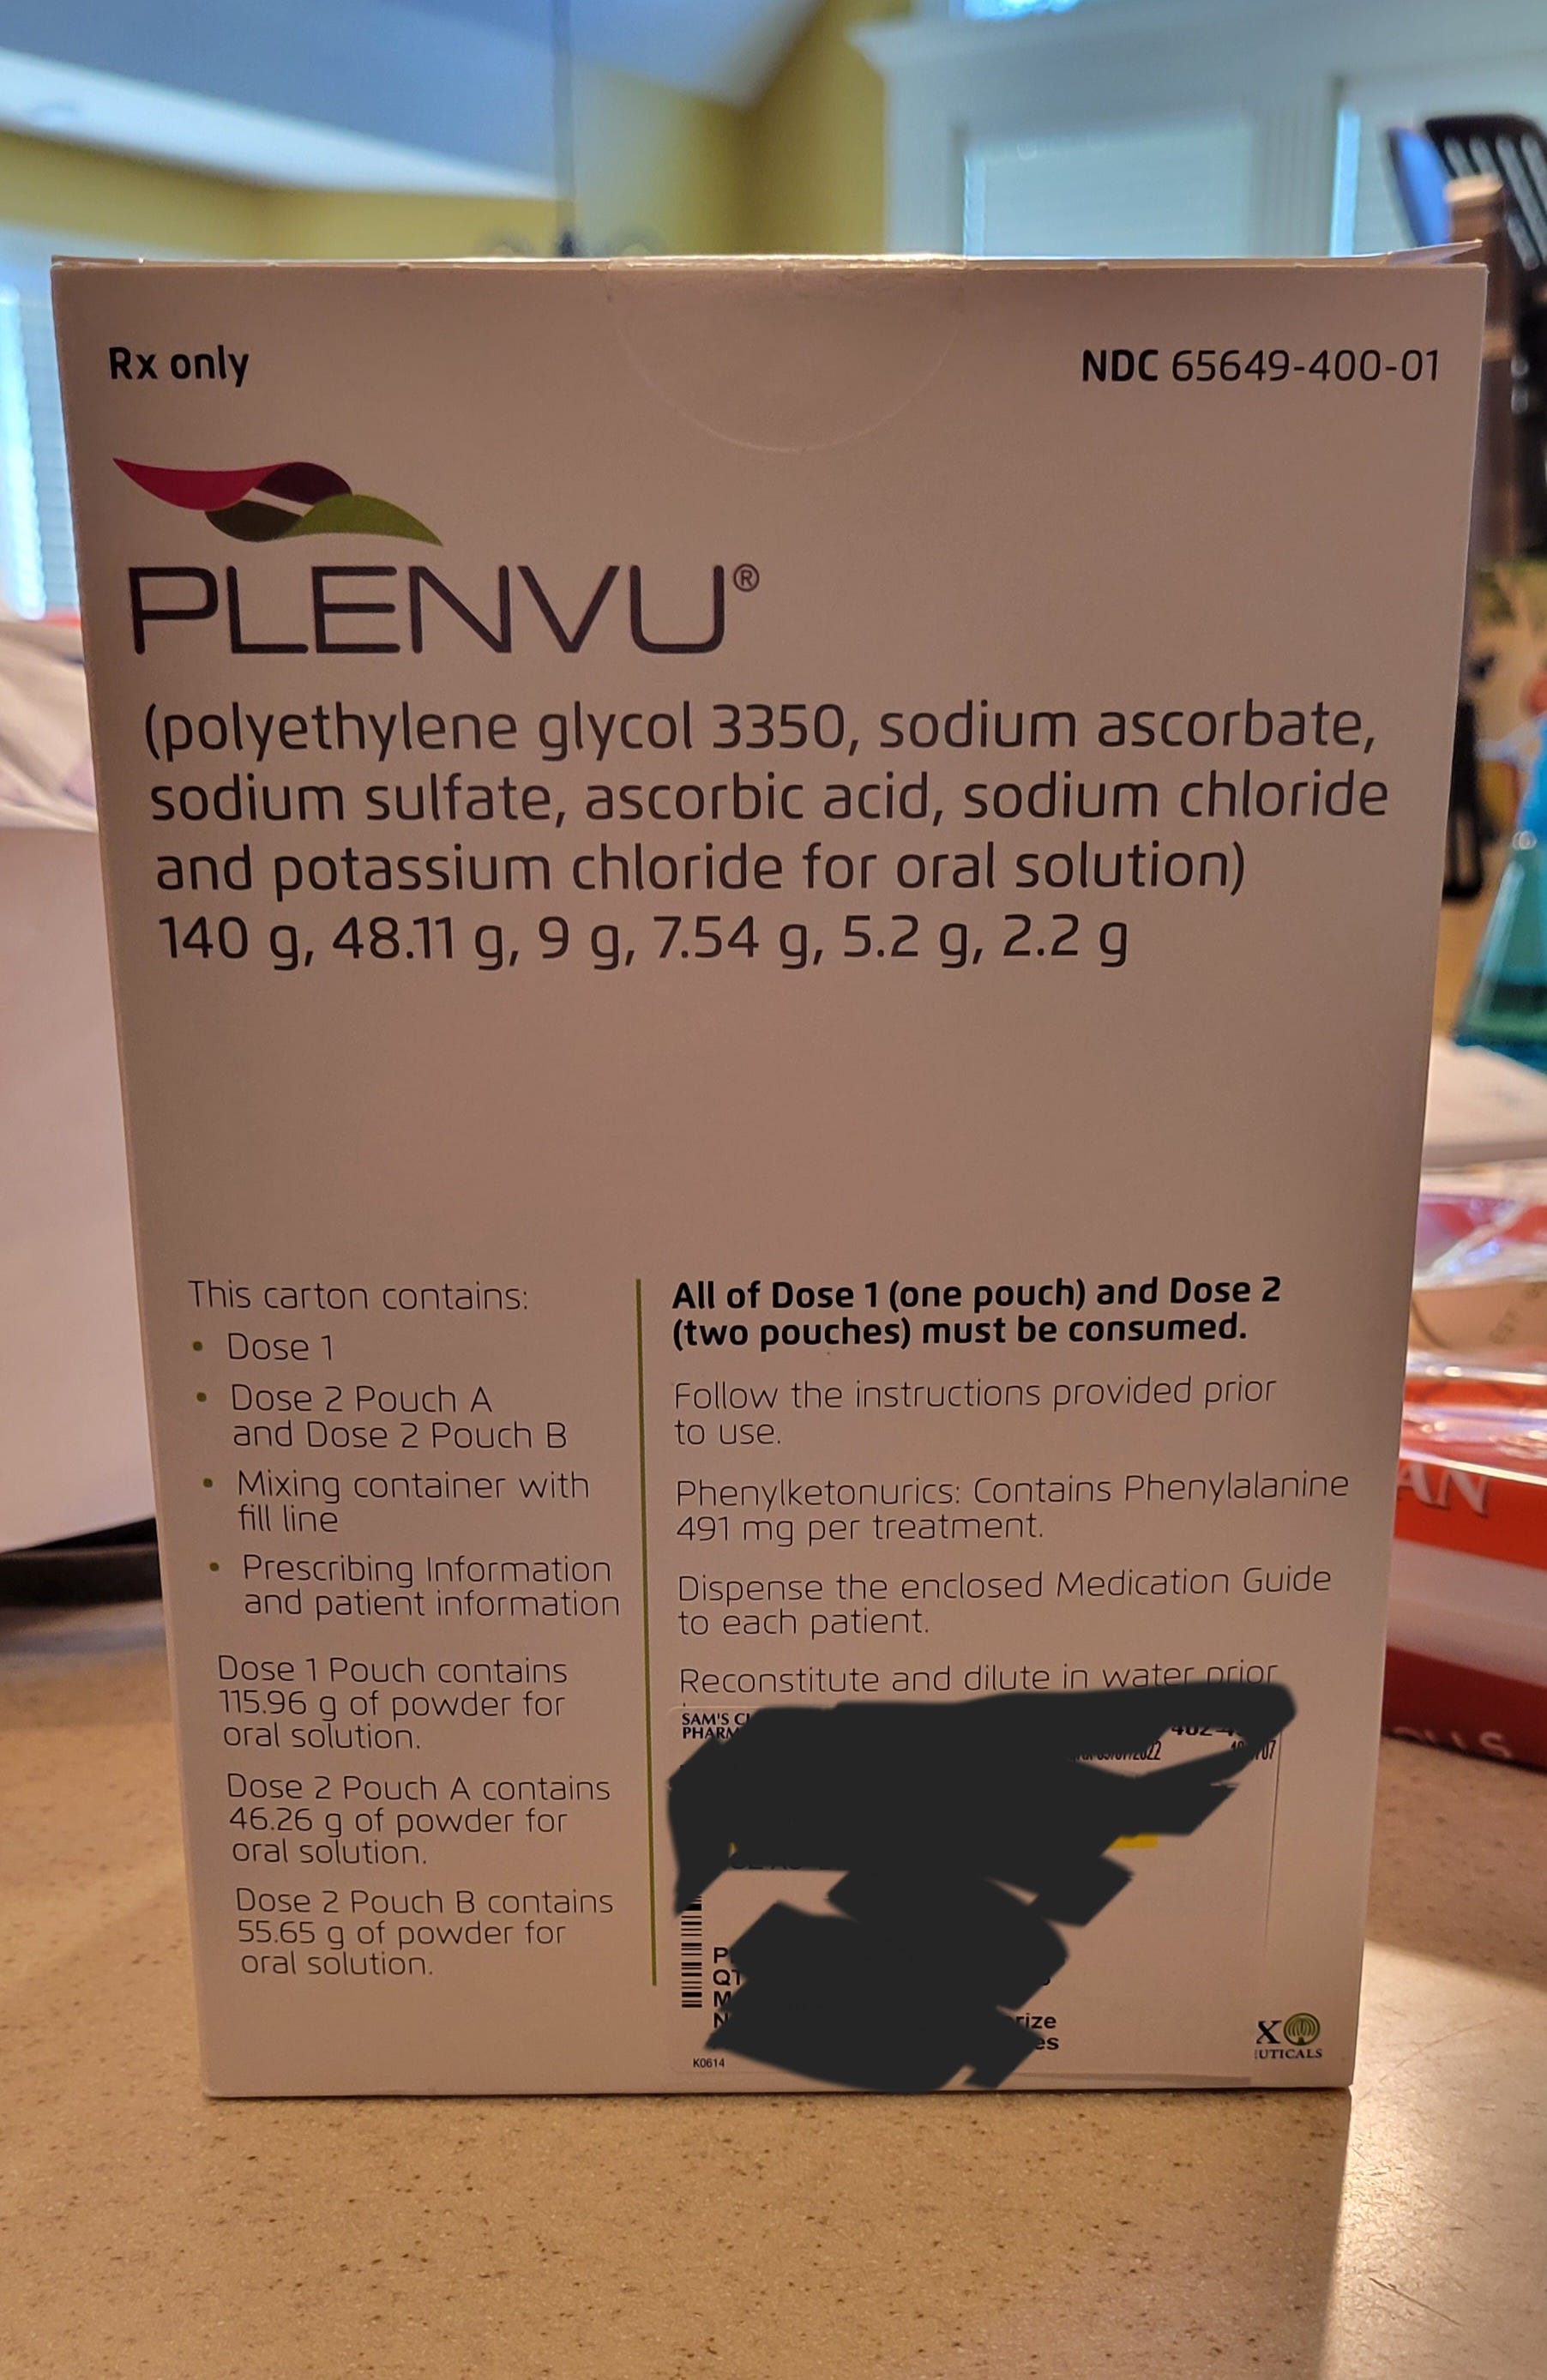 Rx only
NDC 65649-400-01
PLENVU®
(polyethylene glycol 3350, sodium ascorbate,
sodium sulfate, ascorbic acid, sodium chloride
and potassium chloride for oral solution)
140 g, 48.11 g, 9 g, 7.54 g, 5.2 g, 2.2 g
This carton contains:
• Dose 1
• Dose 2 Pouch A
and Dose 2 Pouch B
• Mixing container with
fill line
• Prescribing Information
and patient information
Dose 1 Pouch contains
115.96 g of powder for
oral solution.
Dose 2 Pouch A contains
46.26 g of powder for
oral solution.
Dose 2 Pouch B contains
55.65 g of powder for
oral solution.
All of Dose 1 (one pouch) and Dose 2
(two pouches) must be consumed.
Follow the instructions provided prior
to use.
Phenylketonurics: Contains Phenylalanine
491 mg per treatment.
Dispense the enclosed Medication Guide
to each patient.
Reconstitute and dilute in water prior
SAM'S
K0614
UTICALS
AN